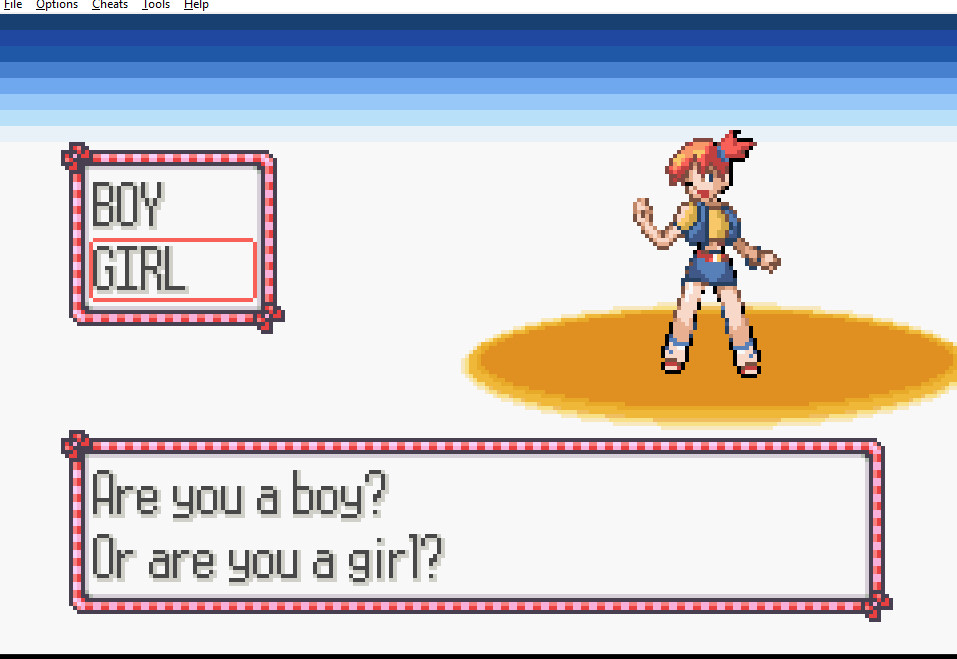 File Options Cheats Tools Help
BOY
GIRL
Are you a boy?
Or are you a girl?